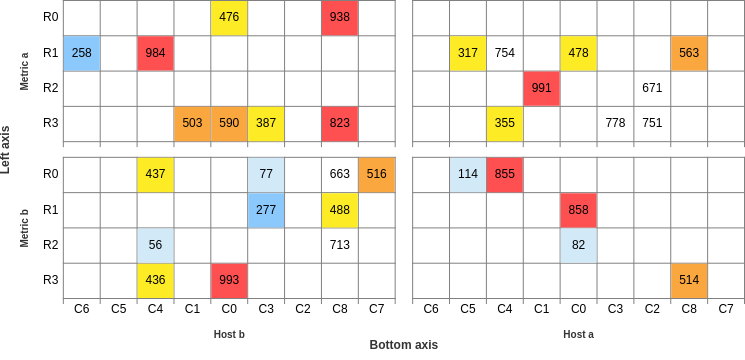 R0 476 938
R1 258 984 317 754 478 563
R2 991 671
R3 503 590 387 823 355 778 751
Metric a
R0 437 77 663 516 114 855
R1 277 488 858
R2 56 713 82
R3 436 993 514
Metric b
Left axis
C6 C5 C4 C1 C0 C3 C2 C8 C7 C6 C5 C4 C1 C0 C3 C2 C8 C7
Host b Host a
Bottom axis